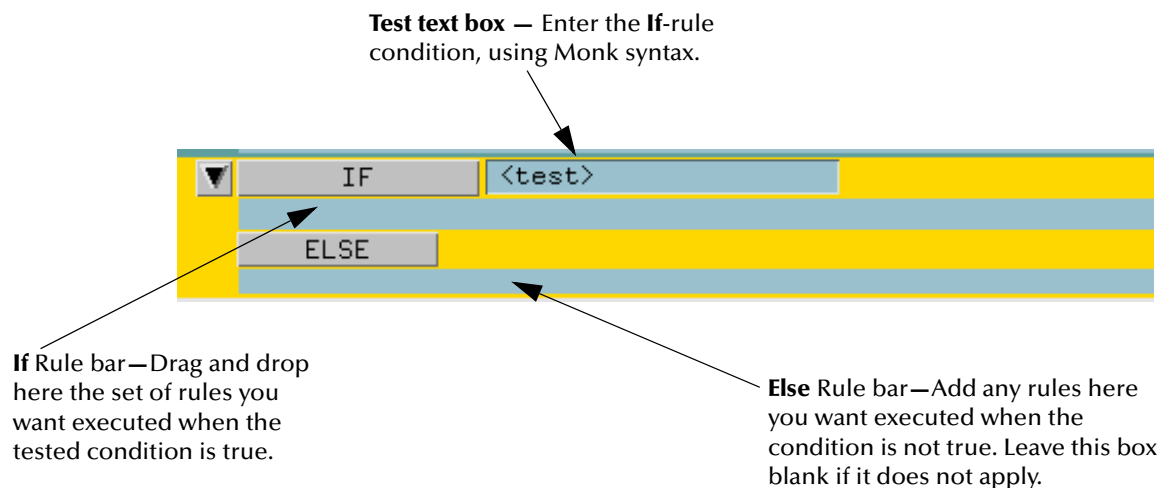 Test text box — Enter the If-rule
condition, using Monk syntax.
IF
<test>
ELSE
If Rule bar—Drag and drop
here the set of rules you
want executed when the
tested condition is true.
Else Rule bar—Add any rules here
you want executed when the
condition is not true. Leave this box
blank if it does not apply.